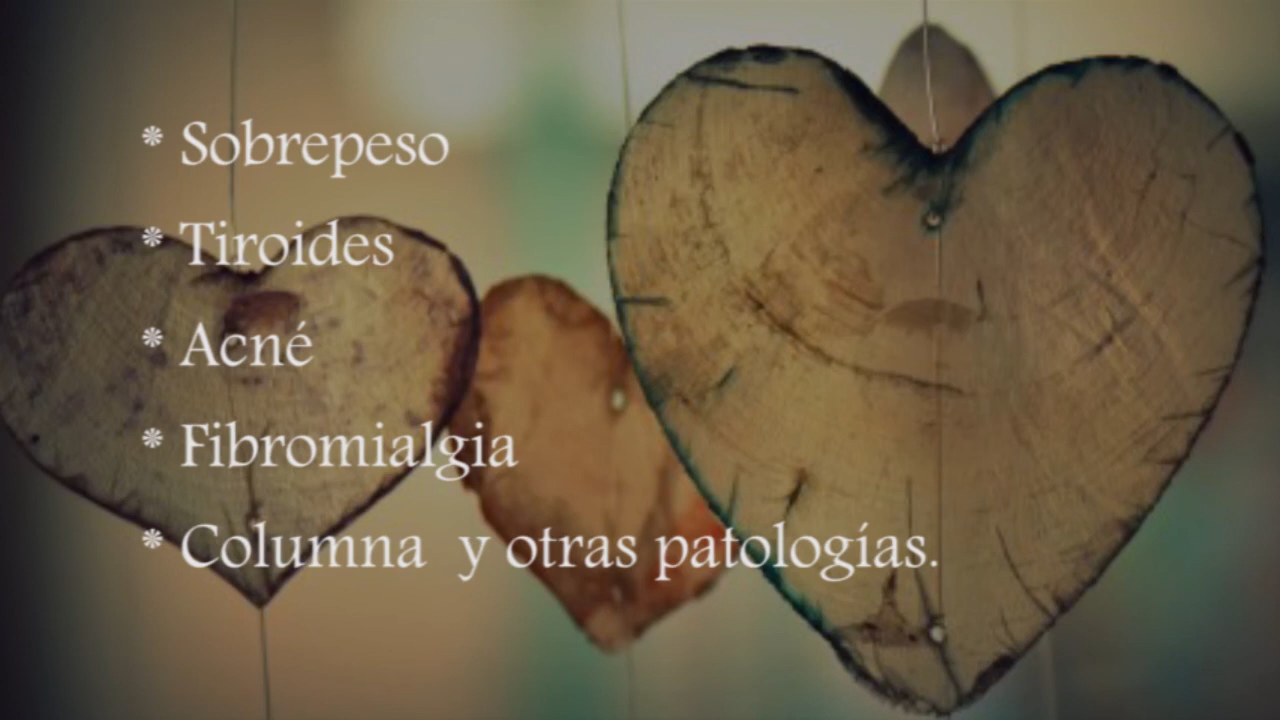 * Sobrepeso
* Tiroides
* Acné
* Fibromialgia
* Columna y otras patologías.